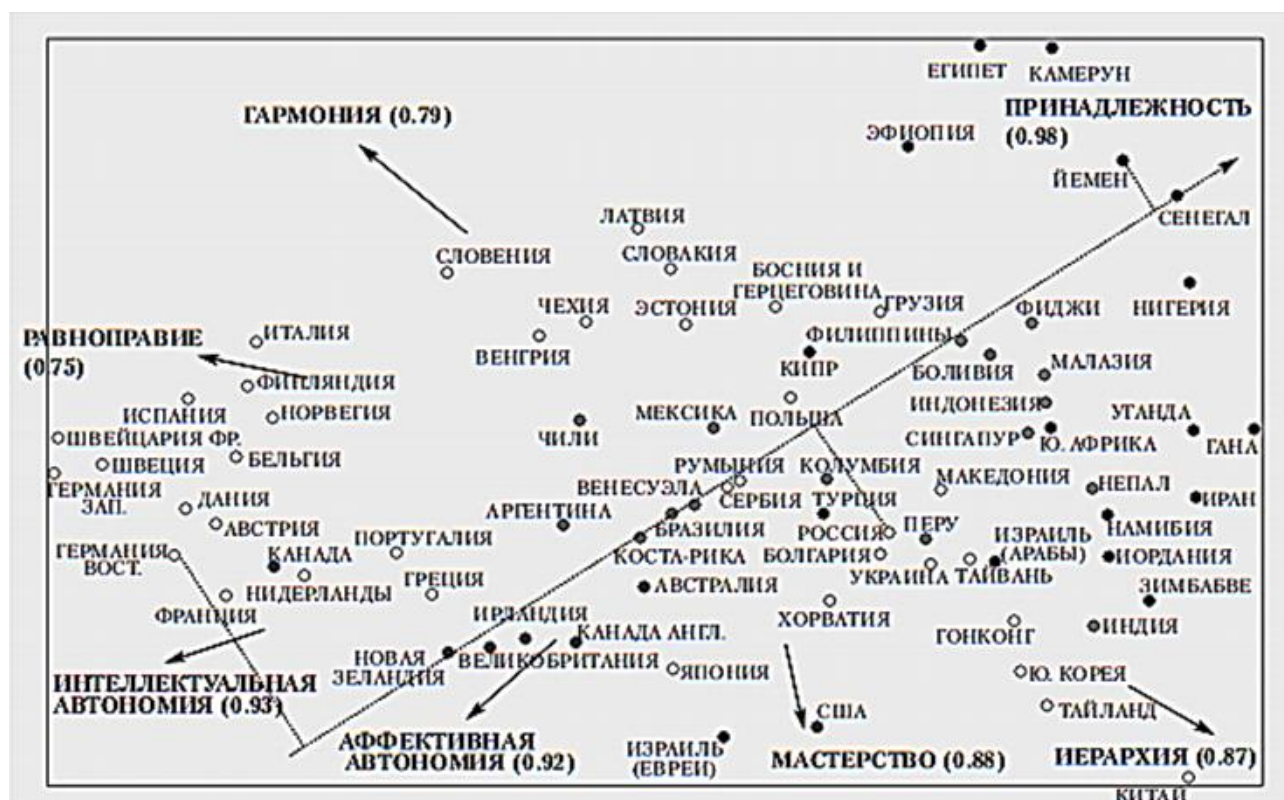 ЕГИПЕТ
КАМЕРУН
ГАРМОНИЯ (0.79)
ПРИНАДЛЕЖНОСТЬ
(0.98)
ЭФИОПИЯ
ЙЕМЕН
СЕНЕГАЛ
ЛАТВИЯ
СЛОВЕНИЯ
СЛОВАКИЯ
БОСНИЯ И
ГЕРЦЕГОВИНА
ГРУЗИЯ
ЧЕХИЯ
ЭСТОНИЯ
ФИДЖИ
НИГЕРИЯ
РАВНОПРАВИЕ
(0.75)
ИТАЛИЯ
ВЕНГРИЯ
ФИЛИППИНЫ
КИПР
БОЛИВИЯ
МАЛАЗИЯ
ФИНЛЯНДИЯ
ИСПАНИЯ
НОРВЕГИЯ
ЧИЛИ
МЕКСИКА
ПОЛЬША
ИНДОНЕЗИЯ
УГАНДА
ШВЕЙЦАРИЯ ФР.
СИНГАПУР
Ю. АФРИКА
ГАНА
ШВЕЦИЯ
БЕЛЬГИЯ
РУМЫНИЯ
КОЛУМБИЯ
МАКЕДОНИЯ
НЕПАЛ
ИРАН
ГЕРМАНИЯ
ЗАП.
ДАНИЯ
ВЕНЕСУЭЛА
СЕРБИЯ
ТУРЦИЯ
АВСТРИЯ
АРГЕНТИНА
БРАЗИЛИЯ
РОССИЯ
ПЕРУ
ИЗРАИЛЬ
(АРАБЫ)
НАМИБИЯ
ГЕРМАНИЯ
ВОСТ.
КАНАДА
ПОРТУГАЛИЯ
КОСТА-РИКА
БОЛГАРИЯ
ИОРДАНИЯ
НИДЕРЛАНДЫ
ГРЕЦИЯ
АВСТРАЛИЯ
УКРАИНА
ТАЙВАНЬ
ЗИМБАБВЕ
ФРАНЦИЯ
ИРЛАНДИЯ
КАНАДА АНГЛ.
ХОРВАТИЯ
ГОНКОНГ
ИНДИЯ
НОВАЯ
ЗЕЛАНДИЯ
ВЕЛИКОБРИТАНИЯ
ЯПОНИЯ
Ю. КОРЕЯ
ИНТЕЛЛЕКТУАЛЬНАЯ
АВТОНОМИЯ (0.93)
ТАЙЛАНД
США
АФФЕКТИВНАЯ
АВТОНОМИЯ (0.92)
ИЗРАИЛЬ
(ЕВРЕИ)
МАСТЕРСТВО (0.88)
ИЕРАРХИЯ (0.87)
КИТАЙ